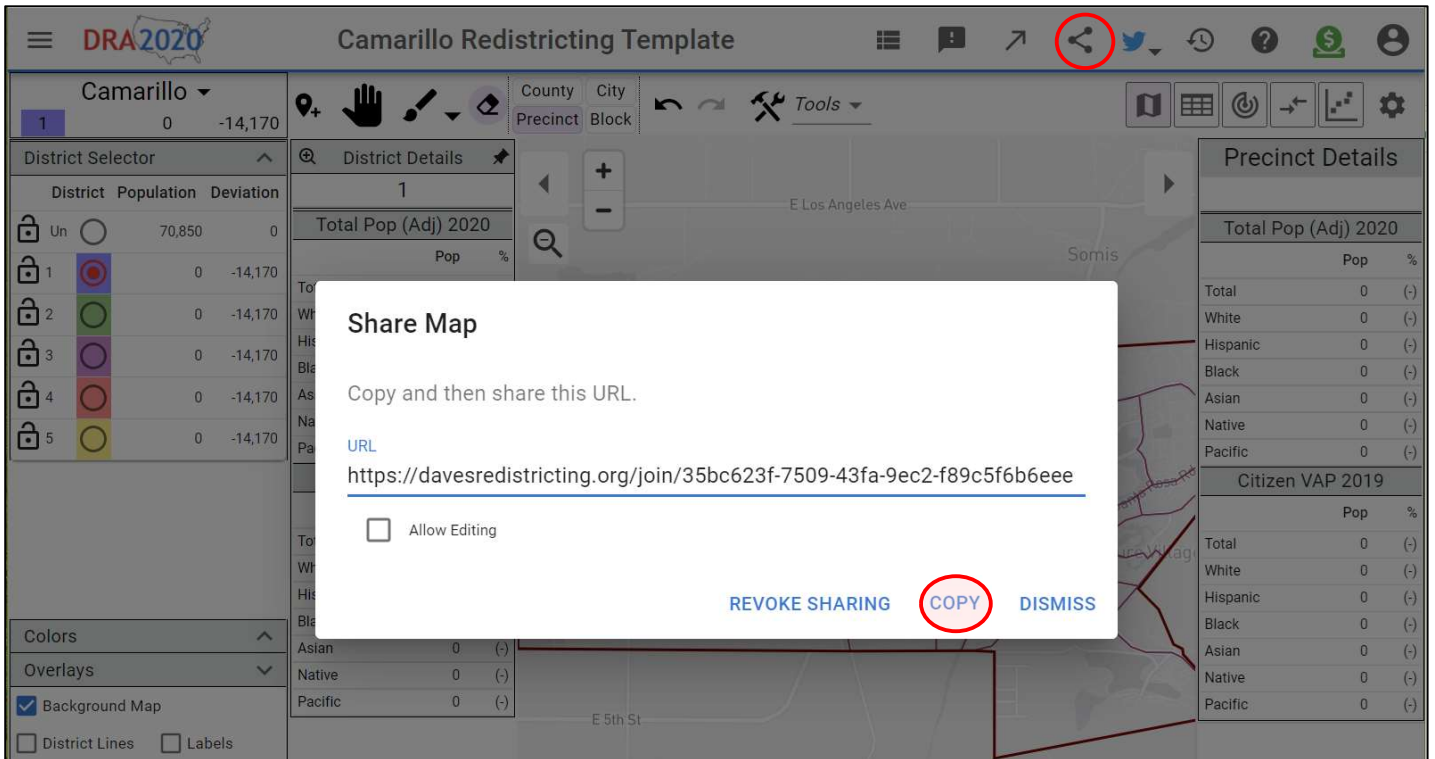 DRA2020
Camarillo Redistricting Template
Camarillo
1 0 -14,170
County City
Precinct Block
Tools
District Selector
District Population Deviation
Un 70,850 0
1 0 -14,170
2 0 -14,170
3 0 -14,170
4 0 -14,170
5 0 -14,170
Colors
Overlays
Background Map
District Lines Labels
District Details
1
Total Pop (Adj) 2020
Pop %
Asian 0 (-)
Native 0 (-)
Pacific 0 (-)
+
−
E Los Angeles Ave
Somis
E 5th St
Share Map
Copy and then share this URL.
URL
https://davesredistricting.org/join/35bc623f-7509-43fa-9ec2-f89c5f6b6eee
Allow Editing
REVOKE SHARING COPY DISMISS
Precinct Details
Total Pop (Adj) 2020
Pop %
Total 0 (-)
White 0 (-)
Hispanic 0 (-)
Black 0 (-)
Asian 0 (-)
Native 0 (-)
Pacific 0 (-)
Citizen VAP 2019
Pop %
Total 0 (-)
White 0 (-)
Hispanic 0 (-)
Black 0 (-)
Asian 0 (-)
Native 0 (-)
Pacific 0 (-)